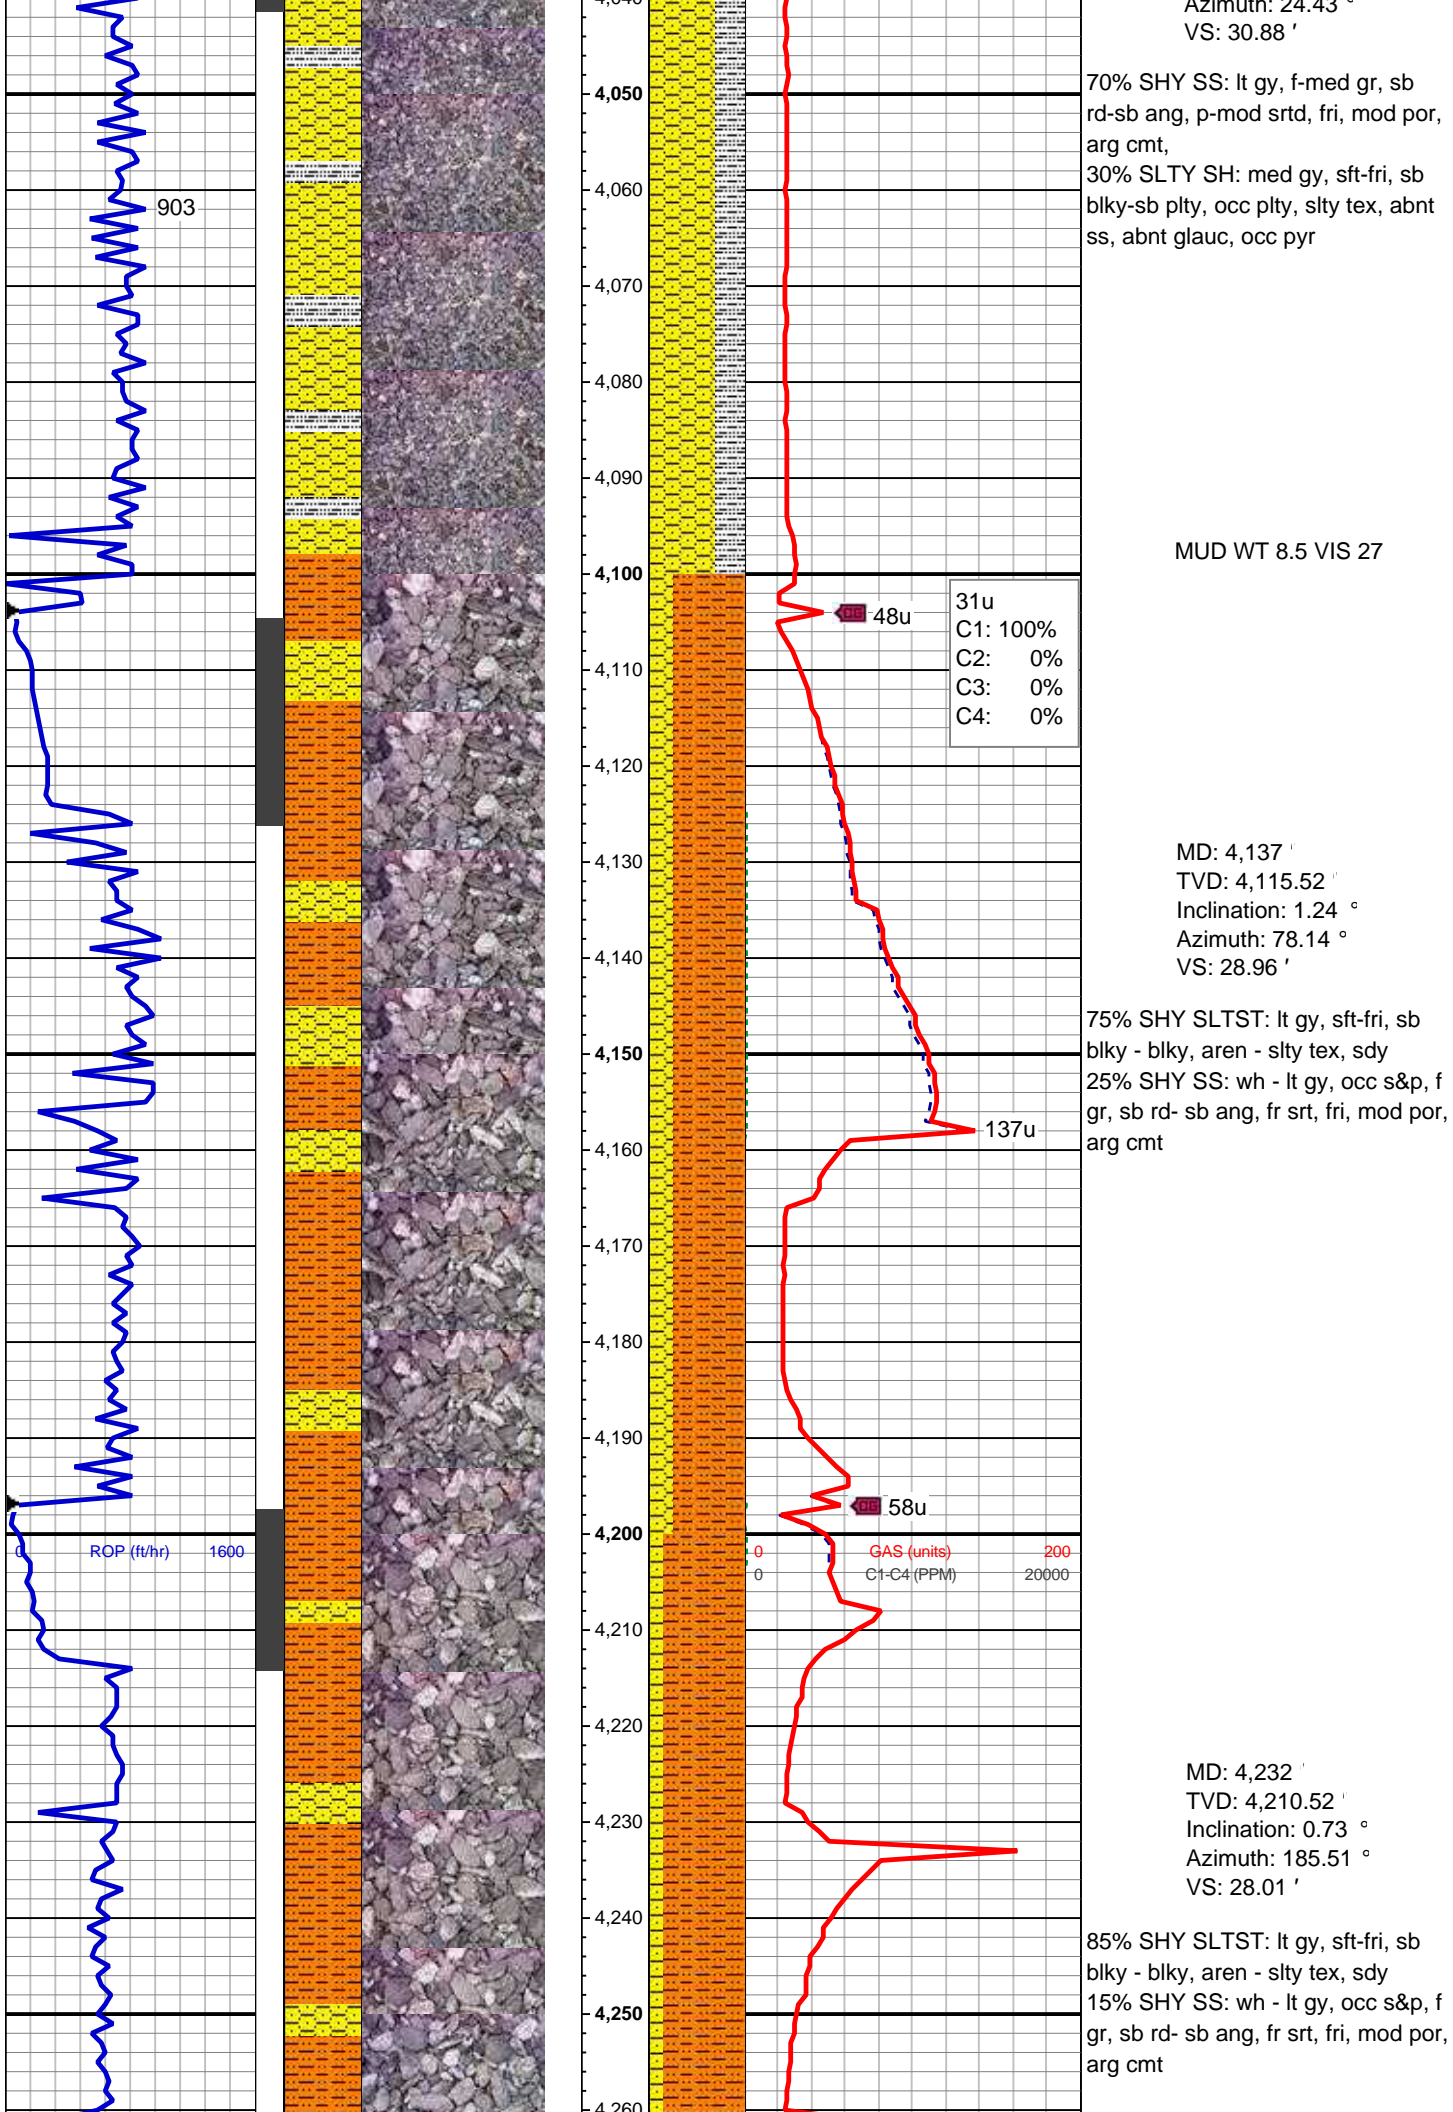 4,040
Azimuth: 24.43 °
VS: 30.88 '
70% SHY SS: lt gy, f-med gr, sb
rd-sb ang, p-mod srtd, fri, mod por,
arg cmt,
30% SLTY SH: med gy, sft-fri, sb
blky-sb plty, occ plty, slty tex, abnt
ss, abnt glauc, occ pyr
4,050
4,060
903
4,070
4,080
4,090
MUD WT 8.5 VIS 27
4,100
CG 48u
31u
C1: 100%
C2: 0%
C3: 0%
C4: 0%
4,110
4,120
4,130
MD: 4,137 '
TVD: 4,115.52 '
Inclination: 1.24 °
Azimuth: 78.14 °
VS: 28.96 '
4,140
75% SHY SLTST: lt gy, sft-fri, sb
blky - blky, aren - slty tex, sdy
25% SHY SS: wh - lt gy, occ s&p, f
gr, sb rd- sb ang, fr srt, fri, mod por,
arg cmt
4,150
137u
4,160
4,170
4,180
4,190
CG 58u
4,200
0 ROP (ft/hr) 1600
0 GAS (units) 200
0 C1-C4 (PPM) 20000
4,210
4,220
MD: 4,232 '
TVD: 4,210.52 '
Inclination: 0.73 °
Azimuth: 185.51 °
VS: 28.01 '
4,230
4,240
85% SHY SLTST: lt gy, sft-fri, sb
blky - blky, aren - slty tex, sdy
15% SHY SS: wh - lt gy, occ s&p, f
gr, sb rd- sb ang, fr srt, fri, mod por,
arg cmt
4,250
4,260